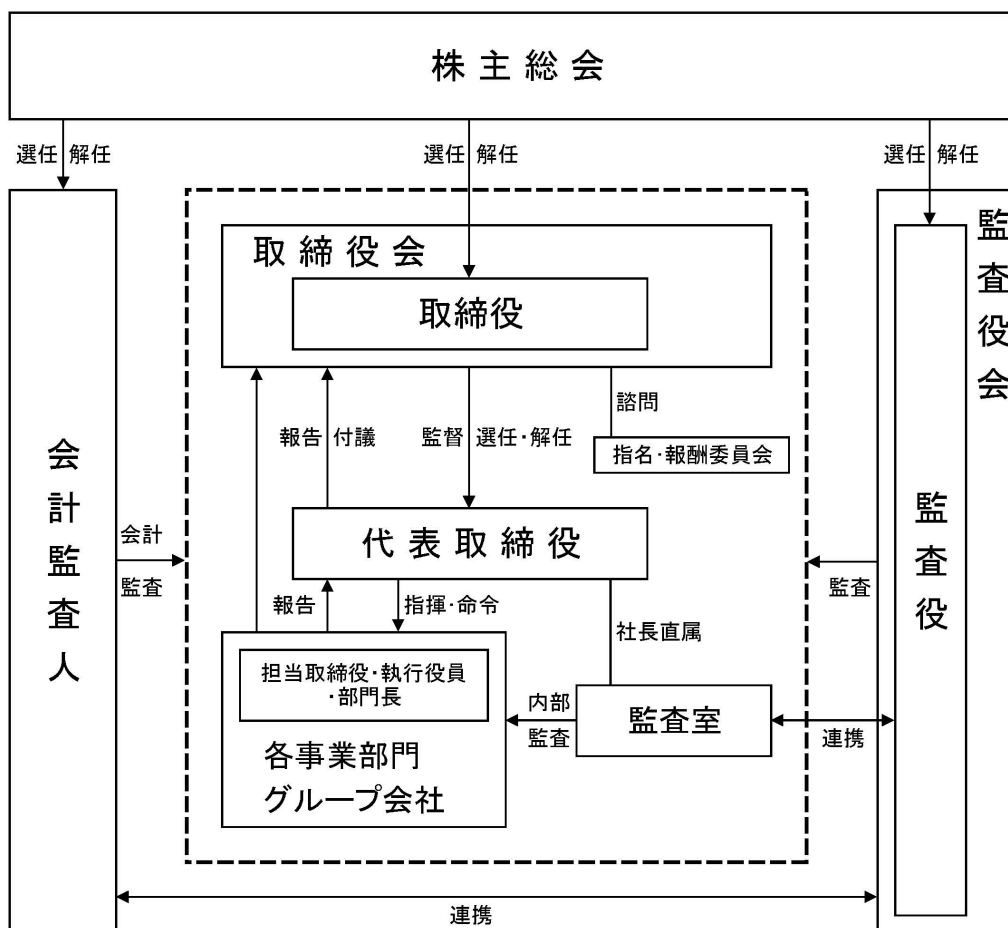 株主総会
選任 解任
選任 解任
選任 解任
会計監査人
取締役会
取締役
監査役会
監査役
報告 付議
監督 選任・解任
諮問
指名・報酬委員会
代表取締役
会計
監査
監査
報告
指揮・命令
社長直属
担当取締役・執行役員
・部門長
各事業部門
グループ会社
内部
監査
監査室
連携
連携